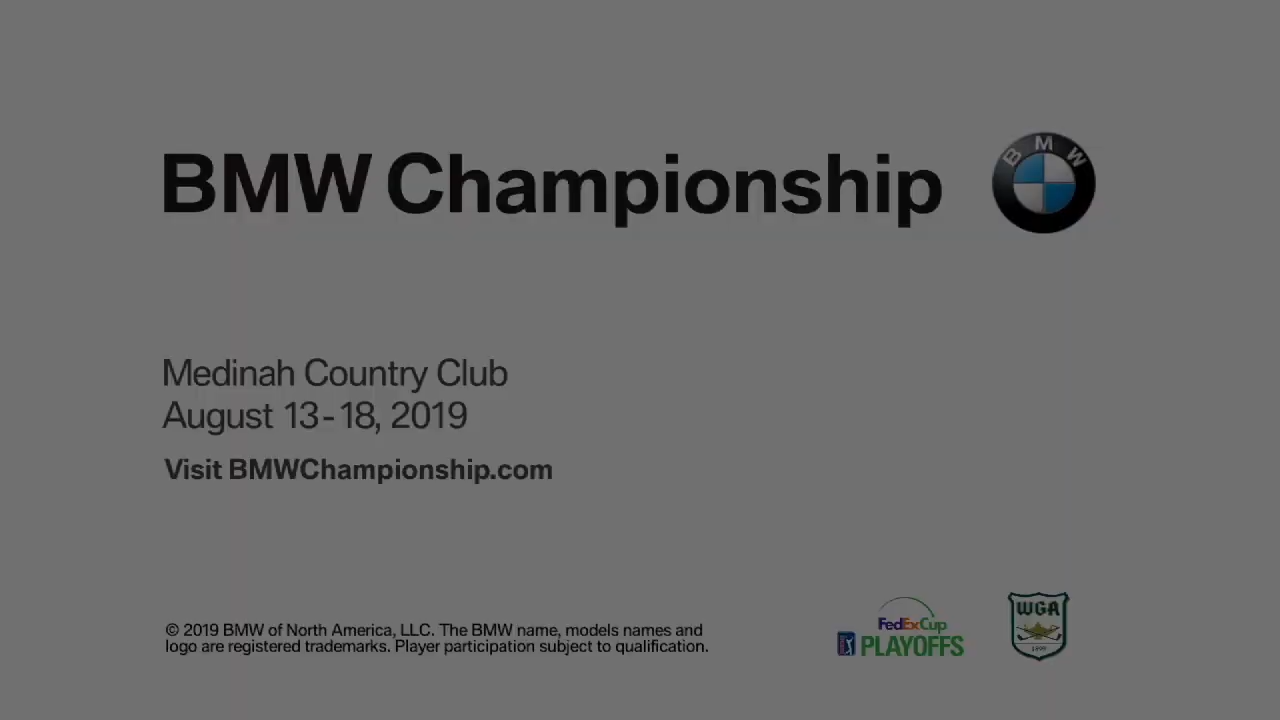 BMW Championship
BMW
Medinah Country Club
August 13-18, 2019
Visit BMWChampionship.com
© 2019 BMW of North America, LLC. The BMW name, models names and
logo are registered trademarks. Player participation subject to qualification.
FedExCup
PLAYOFFS
WGA
1899